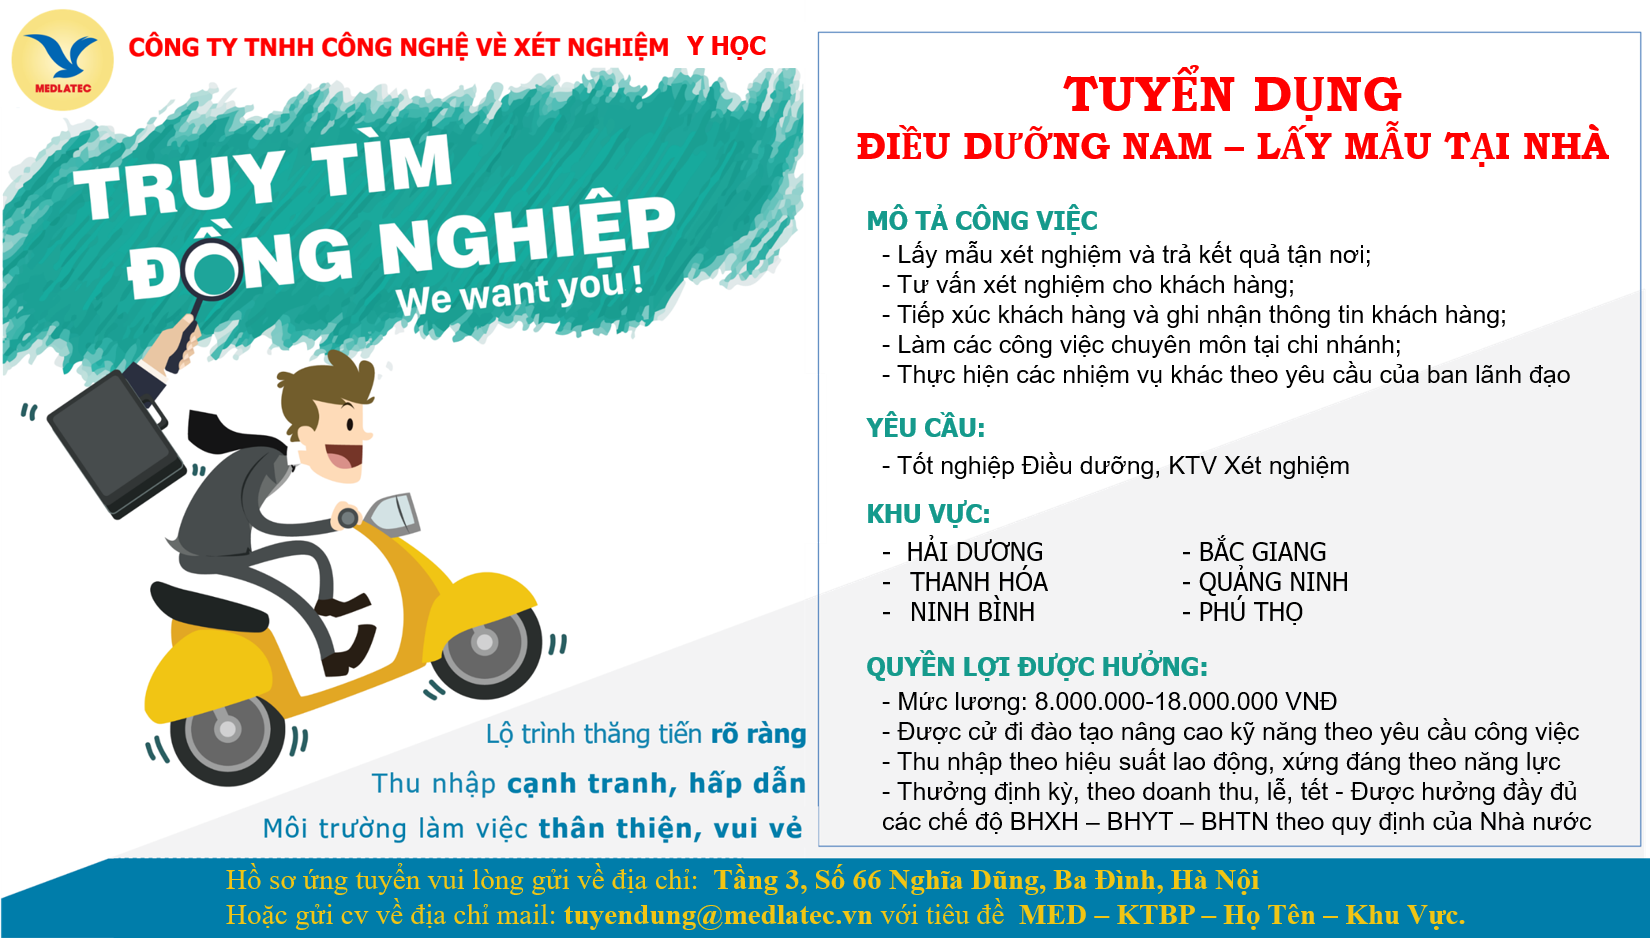 MEDLATEC
CÔNG TY TNHH CÔNG NGHỆ VÈ XÉT NGHIỆM Y HỌC
TRUY TÌM
ĐỒNG NGHIỆP
We want you !
Lộ trình thăng tiến rõ ràng
Thu nhập cạnh tranh, hấp dẫn
Môi trường làm việc thân thiện, vui vẻ
TUYỂN DỤNG
ĐIỀU DƯỠNG NAM – LẤY MẪU TẠI NHÀ
MÔ TẢ CÔNG VIỆC
- Lấy mẫu xét nghiệm và trả kết quả tận nơi;
- Tư vấn xét nghiệm cho khách hàng;
- Tiếp xúc khách hàng và ghi nhận thông tin khách hàng;
- Làm các công việc chuyên môn tại chi nhánh;
- Thực hiện các nhiệm vụ khác theo yêu cầu của ban lãnh đạo
YÊU CẦU:
- Tốt nghiệp Điều dưỡng, KTV Xét nghiệm
KHU VỰC:
- HẢI DƯƠNG - BẮC GIANG
- THANH HÓA - QUẢNG NINH
- NINH BÌNH - PHÚ THỌ
QUYỀN LỢI ĐƯỢC HƯỞNG:
- Mức lương: 8.000.000-18.000.000 VNĐ
- Được cử đi đào tạo nâng cao kỹ năng theo yêu cầu công việc
- Thu nhập theo hiệu suất lao động, xứng đáng theo năng lực
- Thưởng định kỳ, theo doanh thu, lễ, tết - Được hưởng đầy đủ
các chế độ BHXH – BHYT – BHTN theo quy định của Nhà nước
Hồ sơ ứng tuyển vui lòng gửi về địa chỉ: Tầng 3, Số 66 Nghĩa Dũng, Ba Đình, Hà Nội
Hoặc gửi cv về địa chỉ mail: tuyendung@medlatec.vn với tiêu đề MED – KTBP – Họ Tên – Khu Vực.